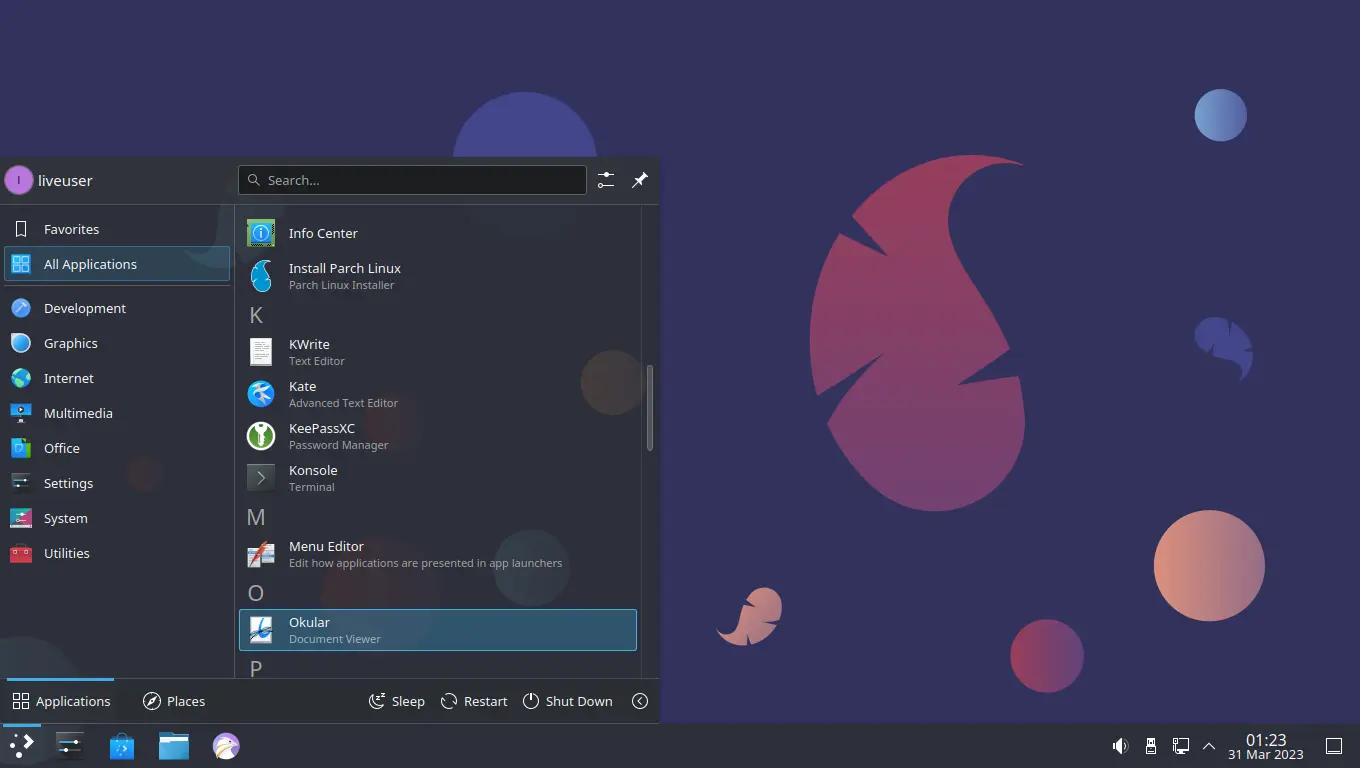 I
liveuser
Search...
Favorites
All Applications
Development
Graphics
Internet
Multimedia
Office
Settings
System
Utilities
Info Center
Install Parch Linux
Parch Linux Installer
K
KWrite
Text Editor
Kate
Advanced Text Editor
KeePassXC
Password Manager
Konsole
Terminal
M
Menu Editor
Edit how applications are presented in app launchers
O
Okular
Document Viewer
P
Applications
Places
Sleep
Restart
Shut Down
01:23
31 Mar 2023